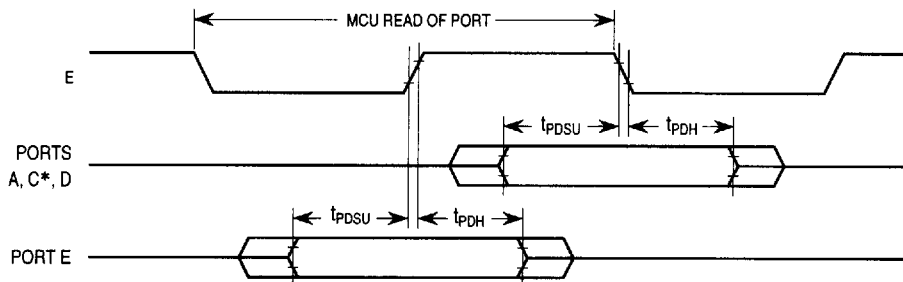 MCU READ OF PORT
E
tPDSU tPDH
PORTS
A, C*, D
tPDSU tPDH
PORT E